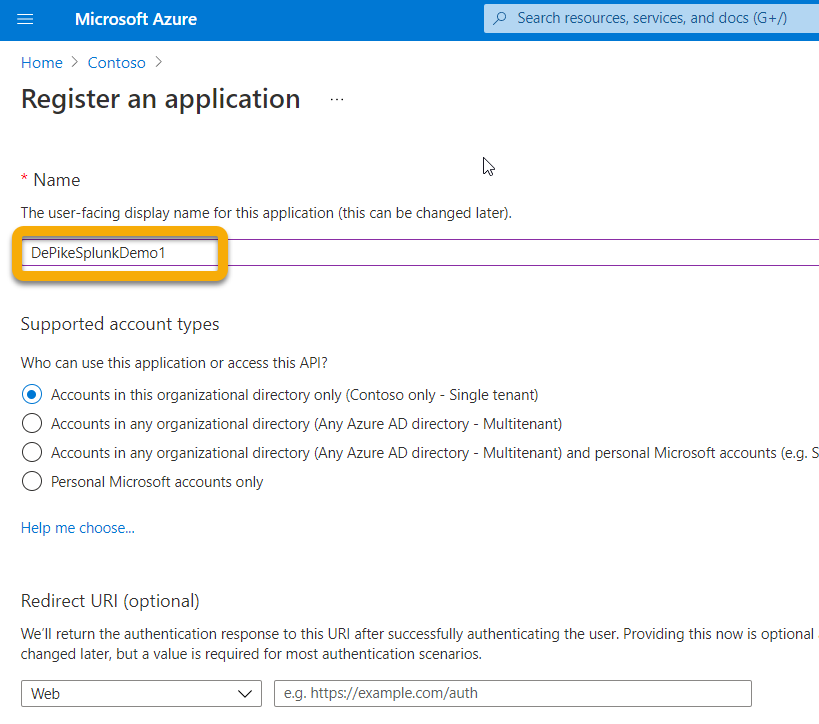 Microsoft Azure
Search resources, services, and docs (G+/)
Home > Contoso >
Register an application ...
* Name
The user-facing display name for this application (this can be changed later).
DePikeSplunkDemo1
Supported account types
Who can use this application or access this API?
Accounts in this organizational directory only (Contoso only - Single tenant)
Accounts in any organizational directory (Any Azure AD directory - Multitenant)
Accounts in any organizational directory (Any Azure AD directory - Multitenant) and personal Microsoft accounts (e.g. S
Personal Microsoft accounts only
Help me choose...
Redirect URI (optional)
We'll return the authentication response to this URI after successfully authenticating the user. Providing this now is optional
changed later, but a value is required for most authentication scenarios.
Web
e.g. https://example.com/auth